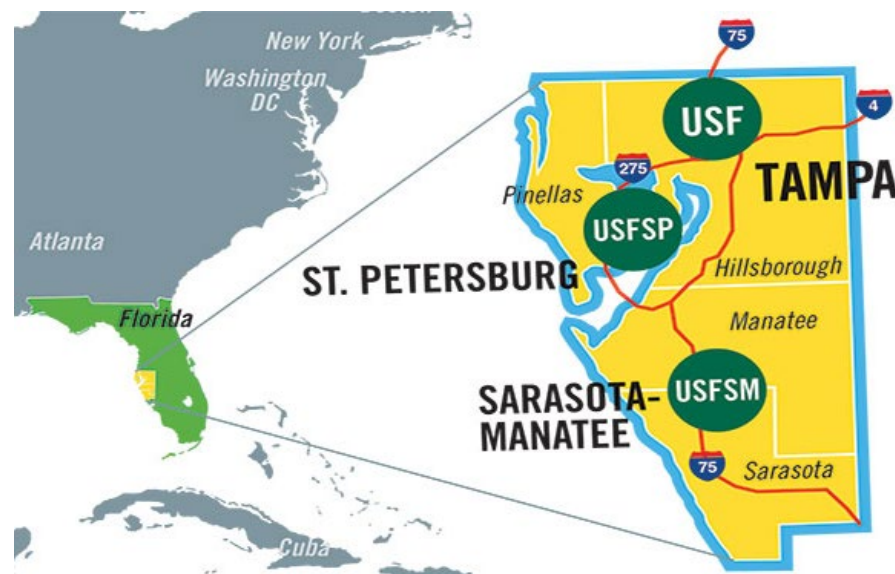 Boston
New York
Washington
DC
Atlanta
Florida
Cuba
75
USF
4
275
TAMPA
Pinellas
USFSP
ST. PETERSBURG
Hillsborough
Manatee
SARASOTA-
MANATEE
USFSM
75
Sarasota